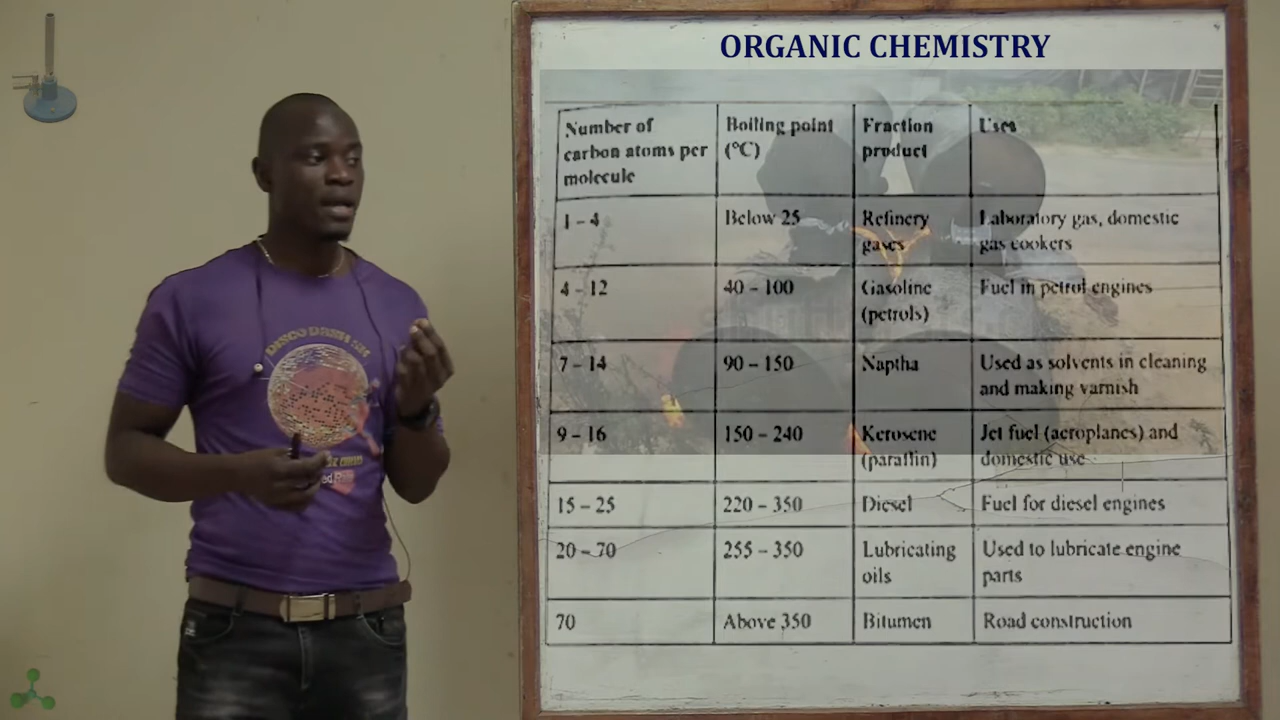 ORGANIC CHEMISTRY
Number of
carbon atoms per
molecule
Boiling point
(°C)
Fraction
product
Uses
1 – 4
Below 25
Refinery
gases
Laboratory gas, domestic
gas cookers
4 – 12
40 – 100
Gasoline
(petrols)
Fuel in petrol engines
7 – 14
90 – 150
Naptha
Used as solvents in cleaning
and making varnish
9 – 16
150 – 240
Kerosene
(paraffin)
Jet fuel (aeroplanes) and
domestic use
15 – 25
220 – 350
Diesel
Fuel for diesel engines
20 – 70
255 – 350
Lubricating
oils
Used to lubricate engine
parts
70
Above 350
Bitumen
Road construction